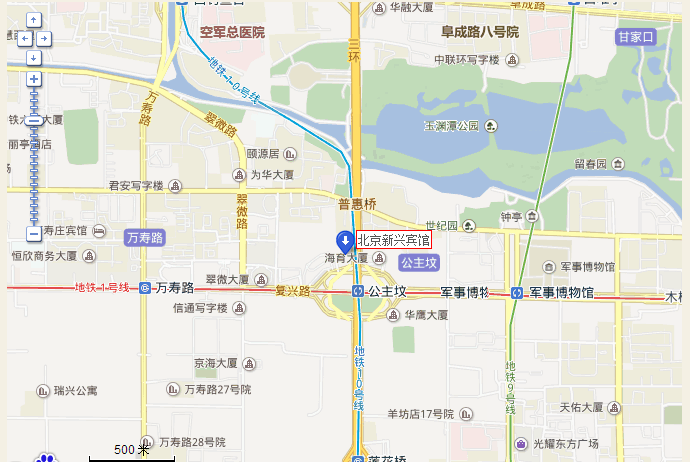 华融大厦
阜成路
空军总医院
三环
阜成路八号院
甘家口
中联环写字楼
地铁10号线
万寿路
翠微路
玉渊潭公园
颐源居
留春园
为华大厦
君安写字楼
翠微路
普惠桥
钟亭
世纪园
寿庄宾馆
万寿路
北京新兴宾馆
恒欣商务大厦
海育大厦
公主坟
军事博物馆
翠微大厦
地铁1号线
万寿路
复兴路
公主坟
军事博物
军事博物馆
木樨
信通写字楼
华鹰大厦
京海大厦
地铁10号线
地铁9号线
瑞兴公寓
万寿路27号院
羊坊店17号院
天佑大厦
500 米
万寿路28号院
光耀东方广场
莲花桥